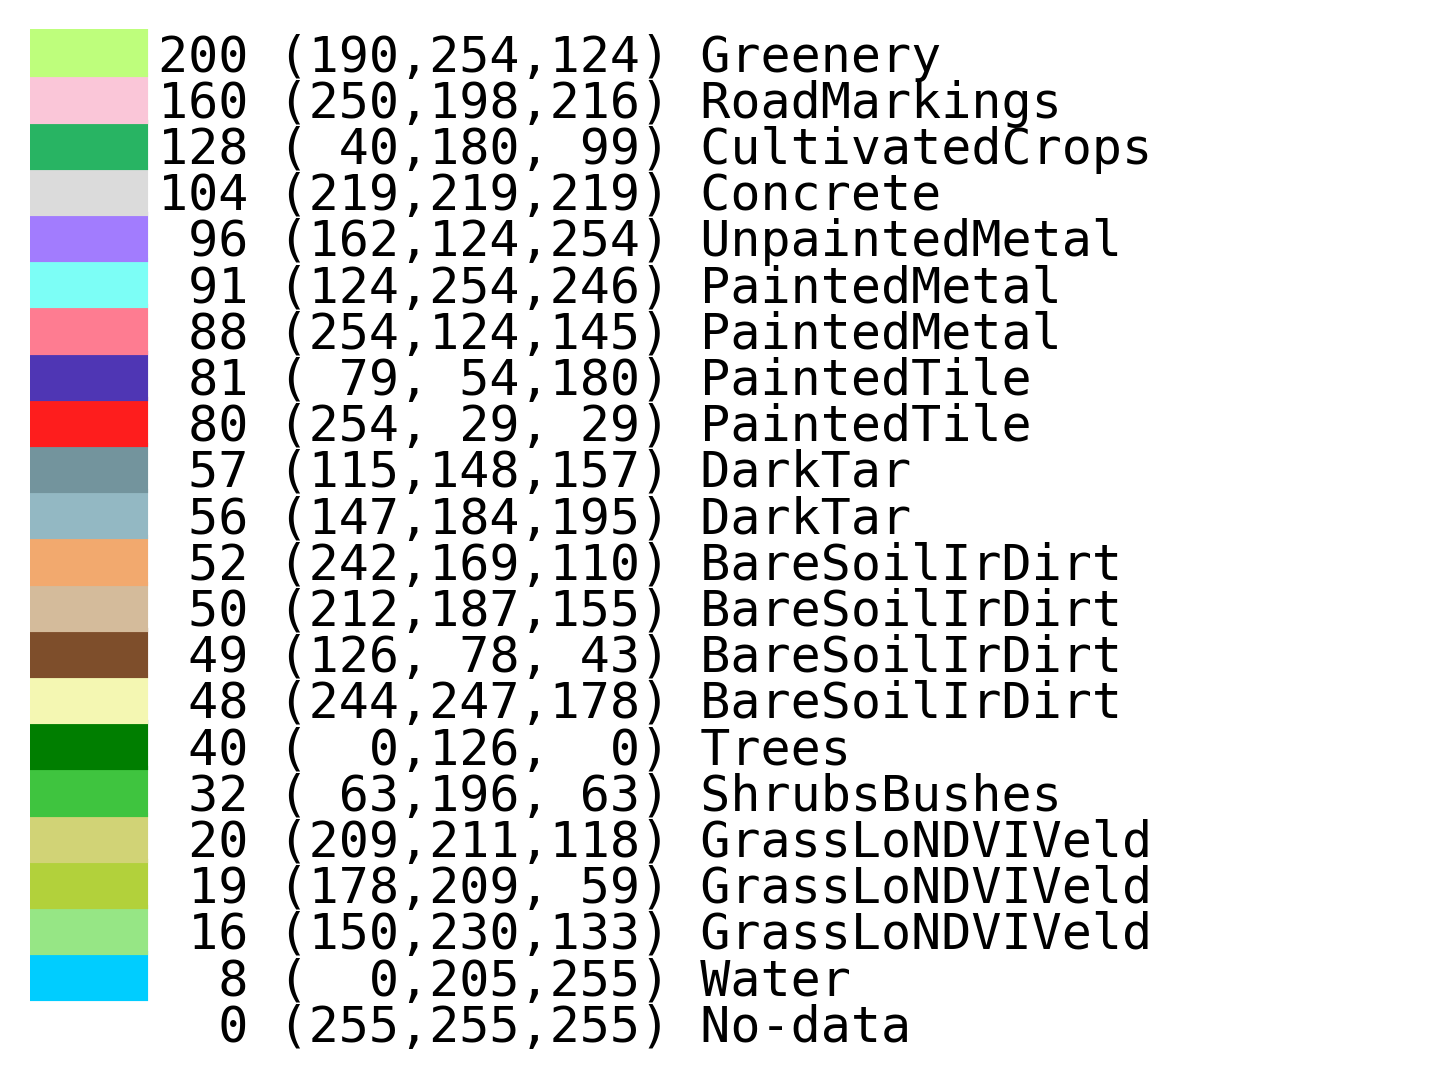 200 (190,254,124) Greenery
160 (250,198,216) RoadMarkings
128 ( 40,180, 99) CultivatedCrops
104 (219,219,219) Concrete
96 (162,124,254) UnpaintedMetal
91 (124,254,246) PaintedMetal
88 (254,124,145) PaintedMetal
81 ( 79, 54,180) PaintedTile
80 (254, 29, 29) PaintedTile
57 (115,148,157) DarkTar
56 (147,184,195) DarkTar
52 (242,169,110) BareSoilIrDirt
50 (212,187,155) BareSoilIrDirt
49 (126, 78, 43) BareSoilIrDirt
48 (244,247,178) BareSoilIrDirt
40 (  0,126,  0) Trees
32 ( 63,196, 63) ShrubsBushes
20 (209,211,118) GrassLoNDVIVeld
19 (178,209, 59) GrassLoNDVIVeld
16 (150,230,133) GrassLoNDVIVeld
8 (  0,205,255) Water
0 (255,255,255) No-data